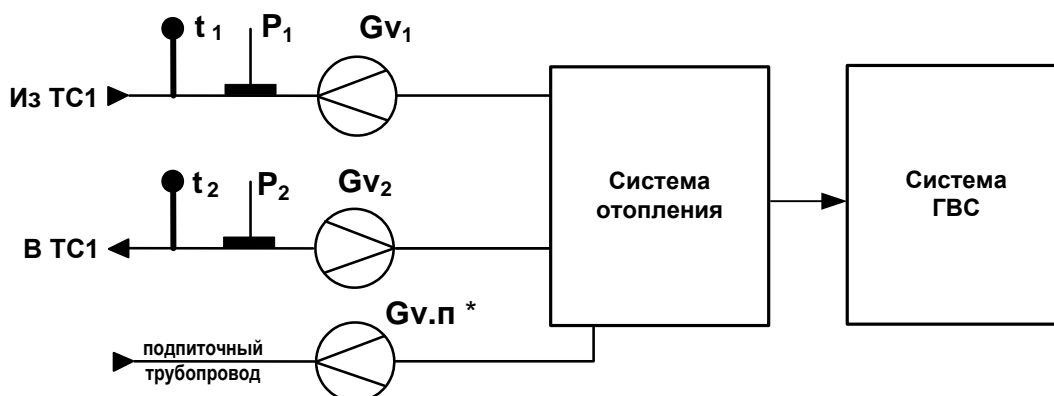 t 1 P1 Gv1
Из ТС1
t 2 P2 Gv2
В ТС1
Система
отопления
Система
ГВС
Gv.п *
подпиточный
трубопровод